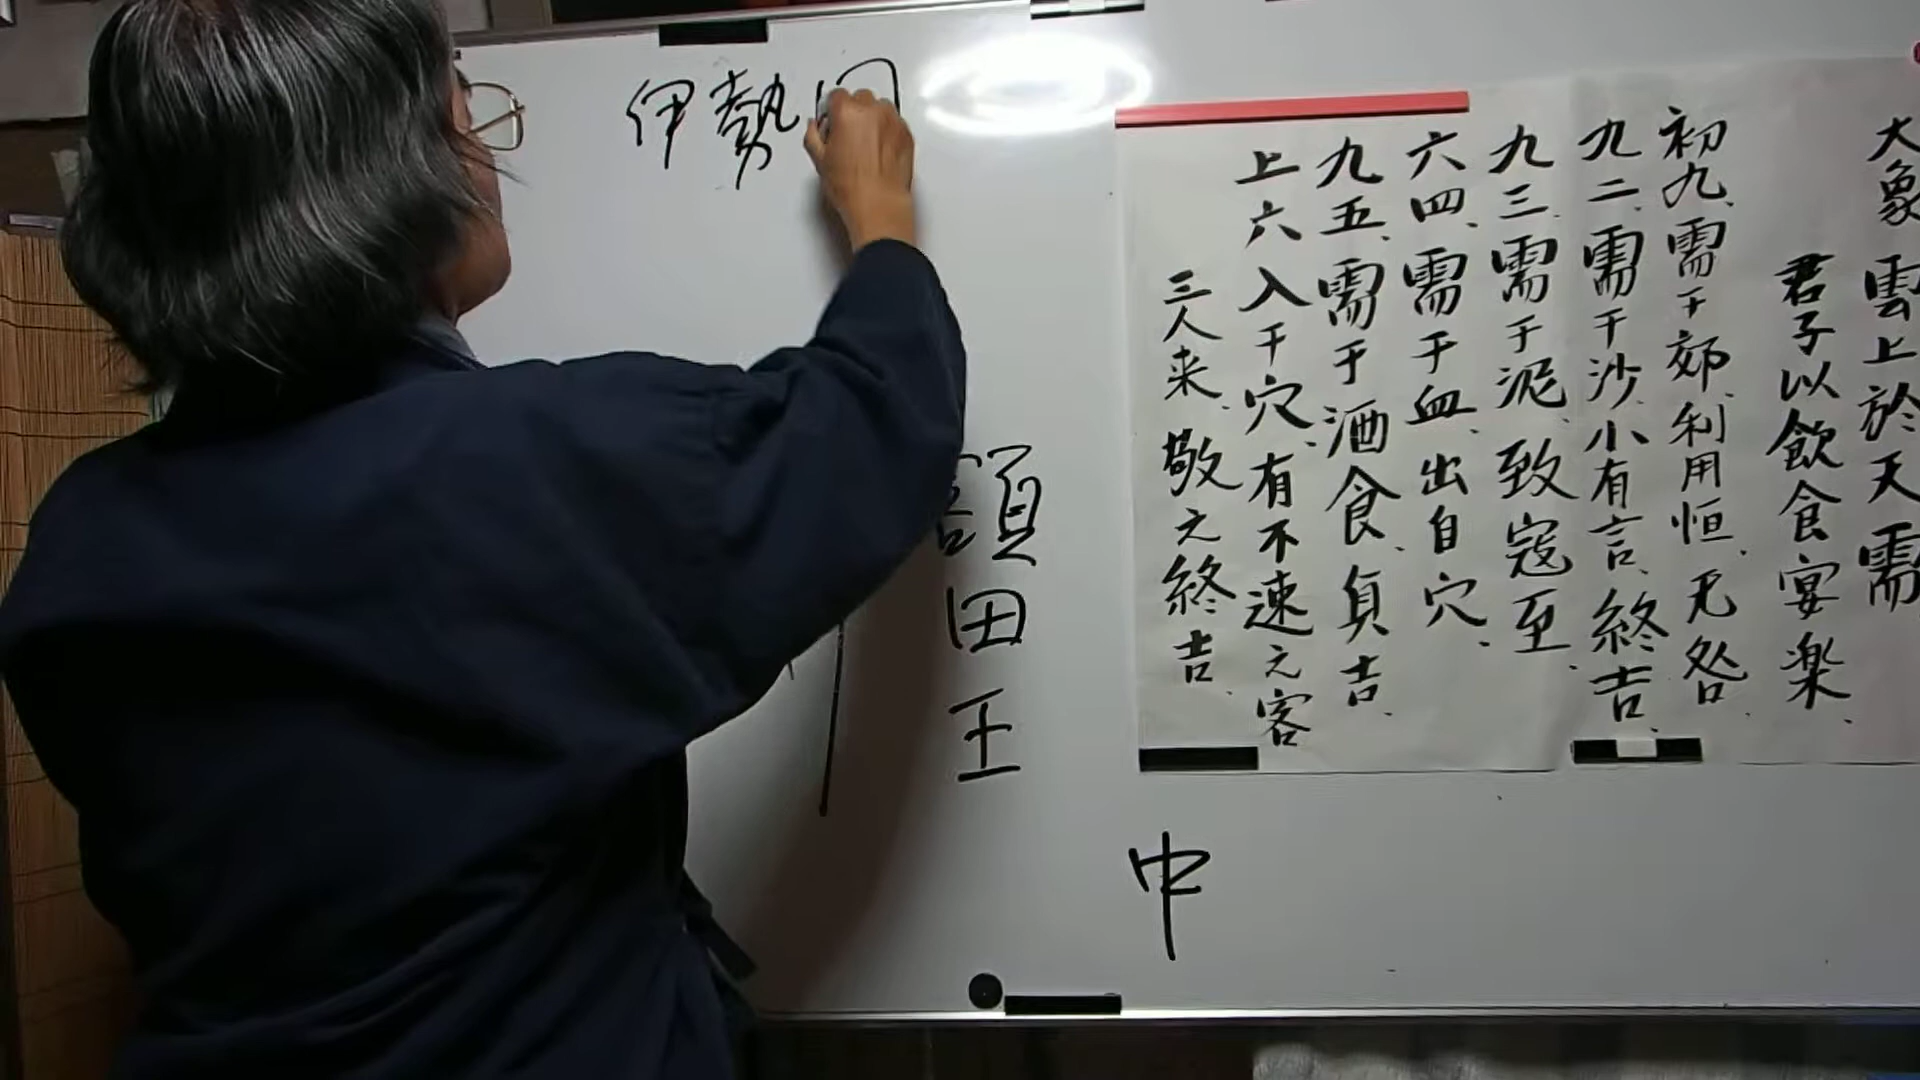 大象 雲上於天需
君子以飲食宴楽、
初九、需于郊、利用恒、无咎、
九二、需于沙、小有言、終吉、
九三、需于泥、致寇至、
六四、需于血、出自穴、
九五、需于酒食、貞吉、
上六 入于穴、有不速之客
三人来、敬之終吉、
中
額田王
伊勢